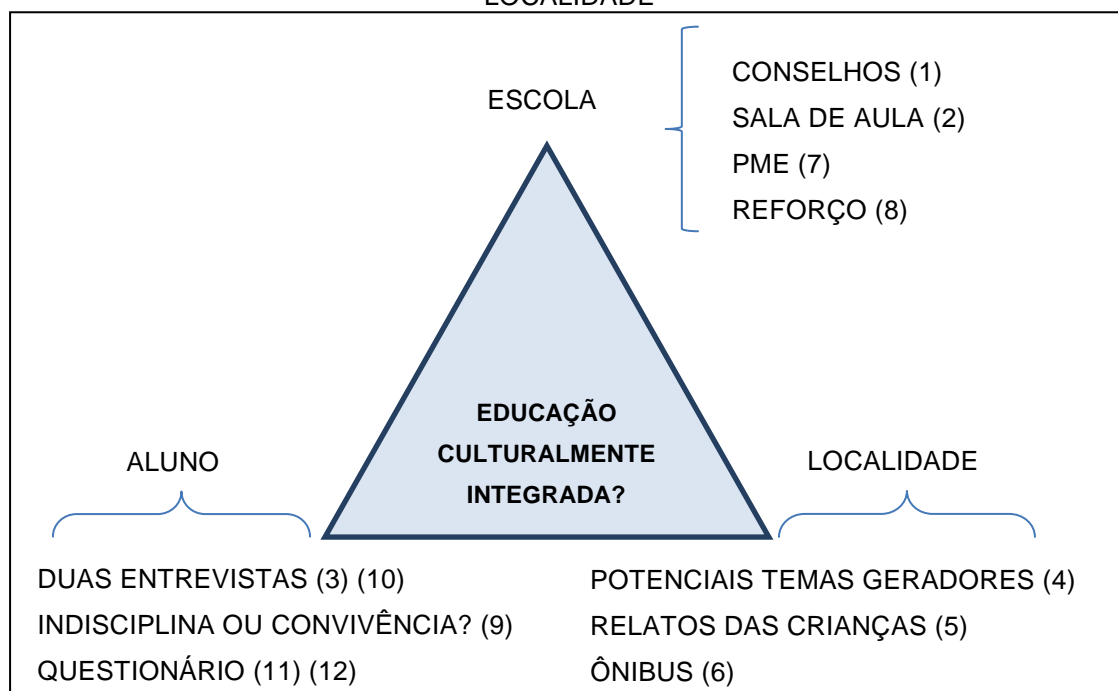 LOCALIDADE
ESCOLA
CONSELHOS (1)
SALA DE AULA (2)
PME (7)
REFORÇO (8)
EDUCAÇÃO
CULTURALMENTE
INTEGRADA?
ALUNO
DUAS ENTREVISTAS (3) (10)
INDISCIPLINA OU CONVIVÊNCIA? (9)
QUESTIONÁRIO (11) (12)
LOCALIDADE
POTENCIAIS TEMAS GERADORES (4)
RELATOS DAS CRIANÇAS (5)
ÔNIBUS (6)